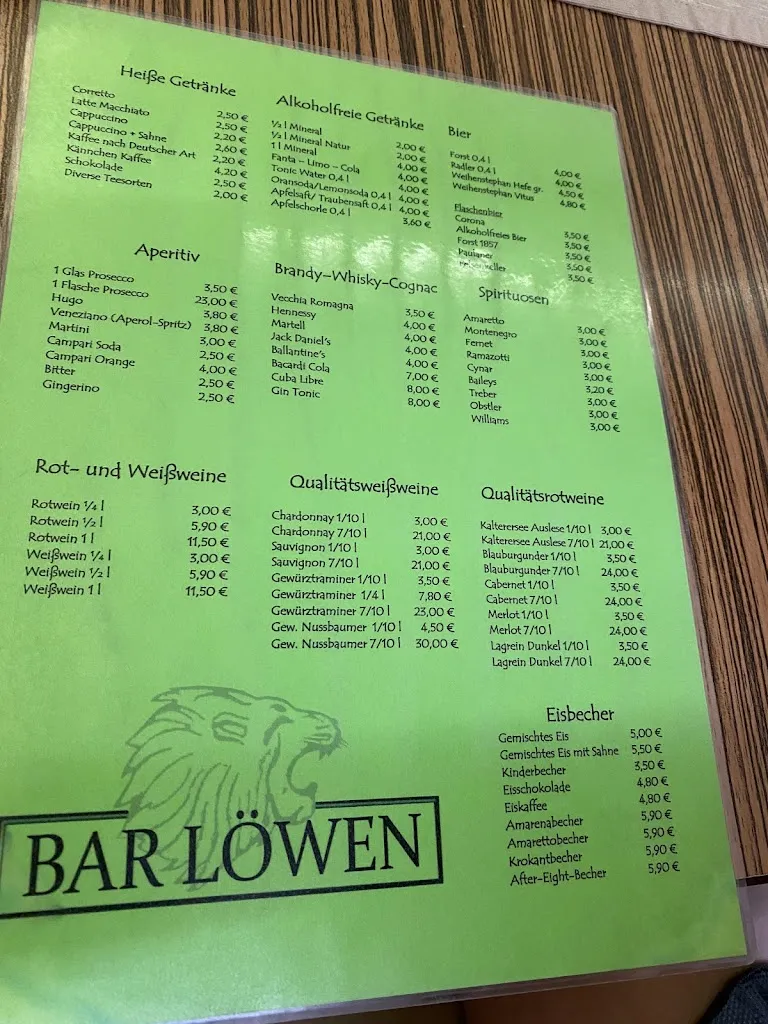 Heiße Getränke
Corretto 2,50 €
Latte Macchiato 2,50 €
Cappuccino 2,20 €
Cappuccino + Sahne 2,60 €
Kaffee nach Deutscher Art 2,20 €
Kännchen Kaffee 4,20 €
Schokolade 2,50 €
Diverse Teesorten 2,00 €
Alkoholfreie Getränke
½ l Mineral 2,00 €
½ l Mineral Natur 2,00 €
1 l Mineral 4,00 €
Fanta – Limo – Cola 4,00 €
Tonic Water 0,4 l 4,00 €
Oransoda/Lemonsoda 0,4 l 4,00 €
Apfelsaft/ Traubensaft 0,4 l 4,00 €
Apfelschorle 0,4 l 3,60 €
Bier
Forst 0,4 l 4,00 €
Radler 0,4 l 4,00 €
Weihenstephan Hefe gr. 4,50 €
Weihenstephan Vitus 4,80 €
Flaschenbier
Corona 3,50 €
Alkoholfreies Bier 3,50 €
Forst 1857 3,50 €
Paulaner 3,50 €
3,50 €
Aperitiv
1 Glas Prosecco 3,50 €
1 Flasche Prosecco 23,00 €
Hugo 3,80 €
Veneziano (Aperol-Spritz) 3,80 €
Martini 3,00 €
Campari Soda 2,50 €
Campari Orange 4,00 €
Bitter 2,50 €
Gingerino 2,50 €
Brandy-Whisky-Cognac
Vecchia Romagna 3,50 €
Hennessy 4,00 €
Martell 4,00 €
Jack Daniel's 4,00 €
Ballantine's 4,00 €
Bacardi Cola 7,00 €
Cuba Libre 8,00 €
Gin Tonic 8,00 €
Spirituosen
Amaretto 3,00 €
Montenegro 3,00 €
Fernet 3,00 €
Ramazotti 3,00 €
Cynar 3,00 €
Baileys 3,20 €
Treber 3,00 €
Obstler 3,00 €
Williams 3,00 €
Rot- und Weißweine
Rotwein ¼ l 3,00 €
Rotwein ½ l 5,90 €
Rotwein 1 l 11,50 €
Weißwein ¼ l 3,00 €
Weißwein ½ l 5,90 €
Weißwein 1 l 11,50 €
Qualitätsweißweine
Chardonnay 1/10 l 3,00 €
Chardonnay 7/10 l 21,00 €
Sauvignon 1/10 l 3,00 €
Sauvignon 7/10 l 21,00 €
Gewürztraminer 1/10 l 3,50 €
Gewürztraminer 1/4 l 7,80 €
Gewürztraminer 7/10 l 23,00 €
Gew. Nussbaumer 1/10 l 4,50 €
Gew. Nussbaumer 7/10 l 30,00 €
Qualitätsrotweine
Kalterersee Auslese 1/10 l 3,00 €
Kalterersee Auslese 7/10 l 21,00 €
Blauburgunder 1/10 l 3,50 €
Blauburgunder 7/10 l 24,00 €
Cabernet 1/10 l 3,50 €
Cabernet 7/10 l 24,00 €
Merlot 1/10 l 3,50 €
Merlot 7/10 l 24,00 €
Lagrein Dunkel 1/10 l 3,50 €
Lagrein Dunkel 7/10 l 24,00 €
Eisbecher
Gemischtes Eis 5,00 €
Gemischtes Eis mit Sahne 5,50 €
Kinderbecher 3,50 €
Eisschokolade 4,80 €
Eiskaffee 4,80 €
Amarenabecher 5,90 €
Amarettobecher 5,90 €
Krokantbecher 5,90 €
After-Eight-Becher 5,90 €
BAR LÖWEN